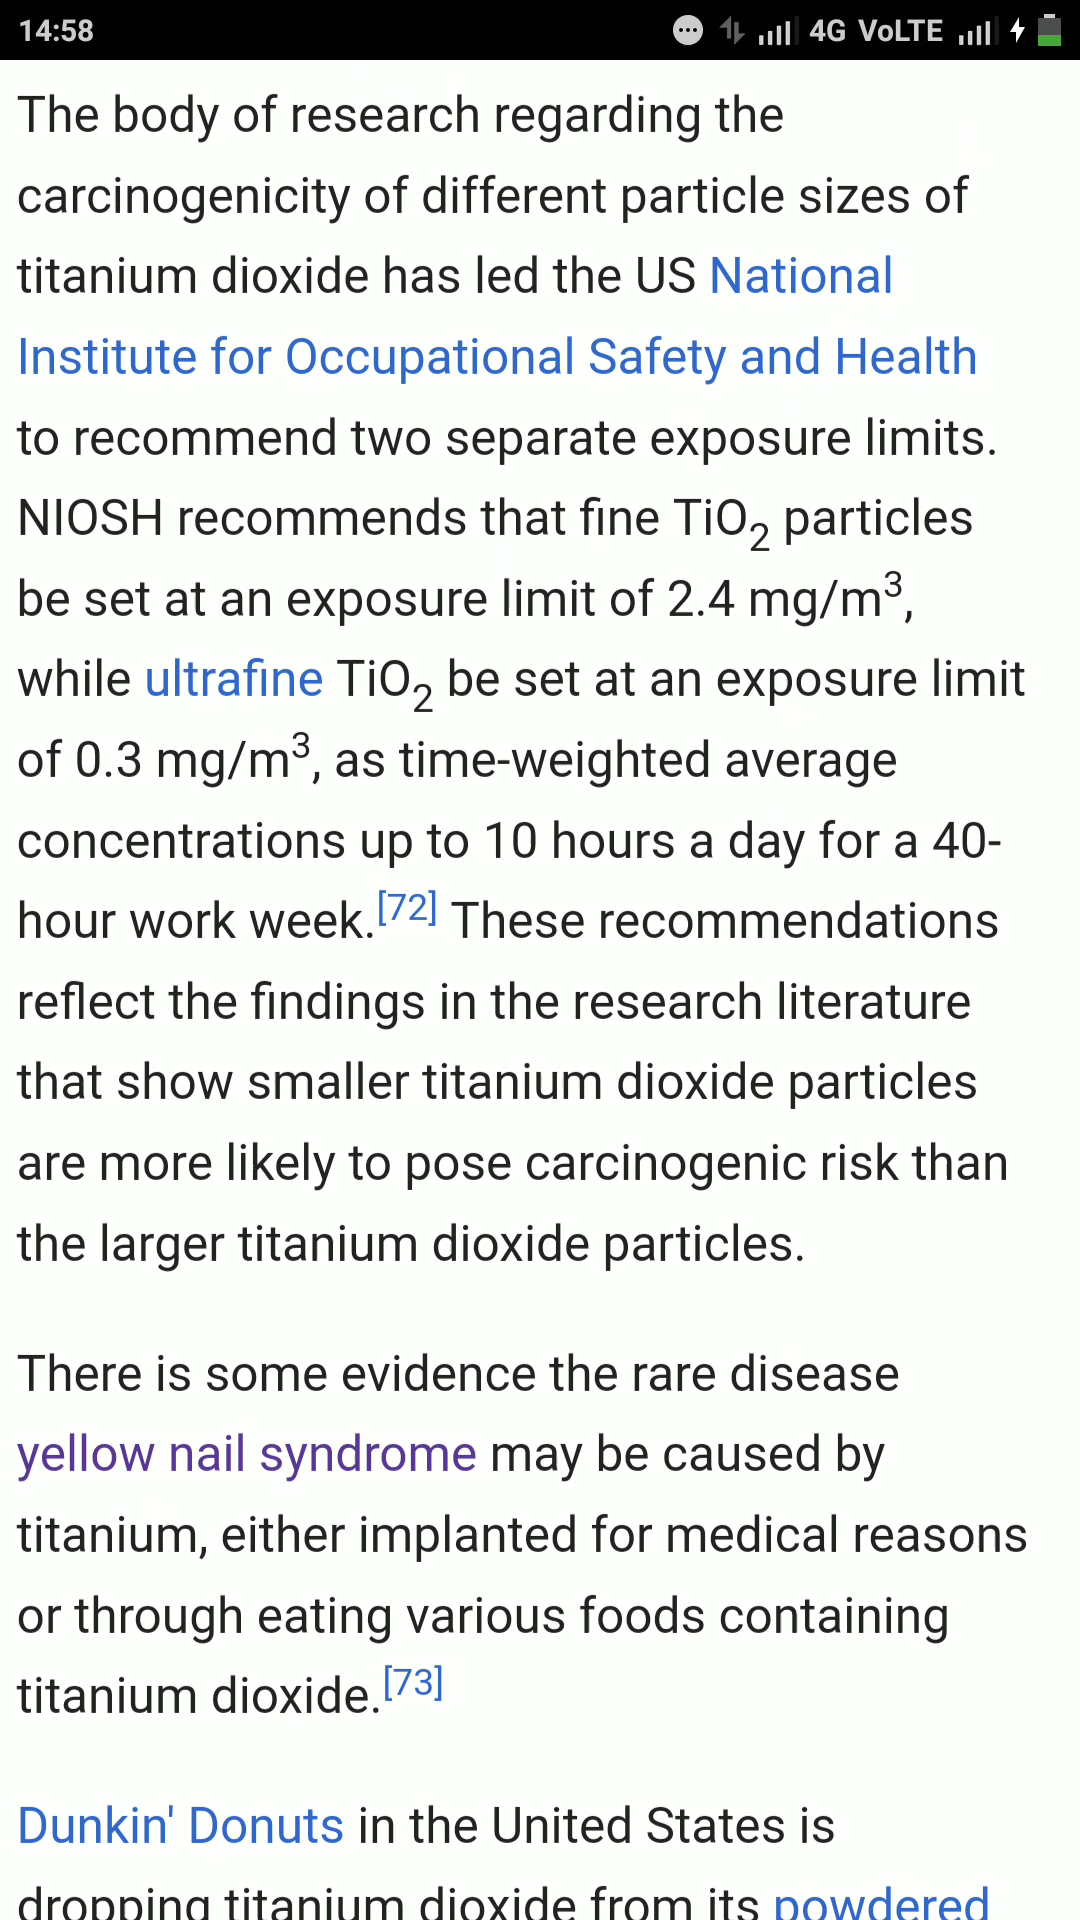 14:58 4G VoLTE
The body of research regarding the
carcinogenicity of different particle sizes of
titanium dioxide has led the US National
Institute for Occupational Safety and Health
to recommend two separate exposure limits.
NIOSH recommends that fine TiO₂ particles
be set at an exposure limit of 2.4 mg/m³,
while ultrafine TiO₂ be set at an exposure limit
of 0.3 mg/m³, as time-weighted average
concentrations up to 10 hours a day for a 40-
hour work week.[72] These recommendations
reflect the findings in the research literature
that show smaller titanium dioxide particles
are more likely to pose carcinogenic risk than
the larger titanium dioxide particles.
There is some evidence the rare disease
yellow nail syndrome may be caused by
titanium, either implanted for medical reasons
or through eating various foods containing
titanium dioxide.[73]
Dunkin' Donuts in the United States is
dropping titanium dioxide from its powdered